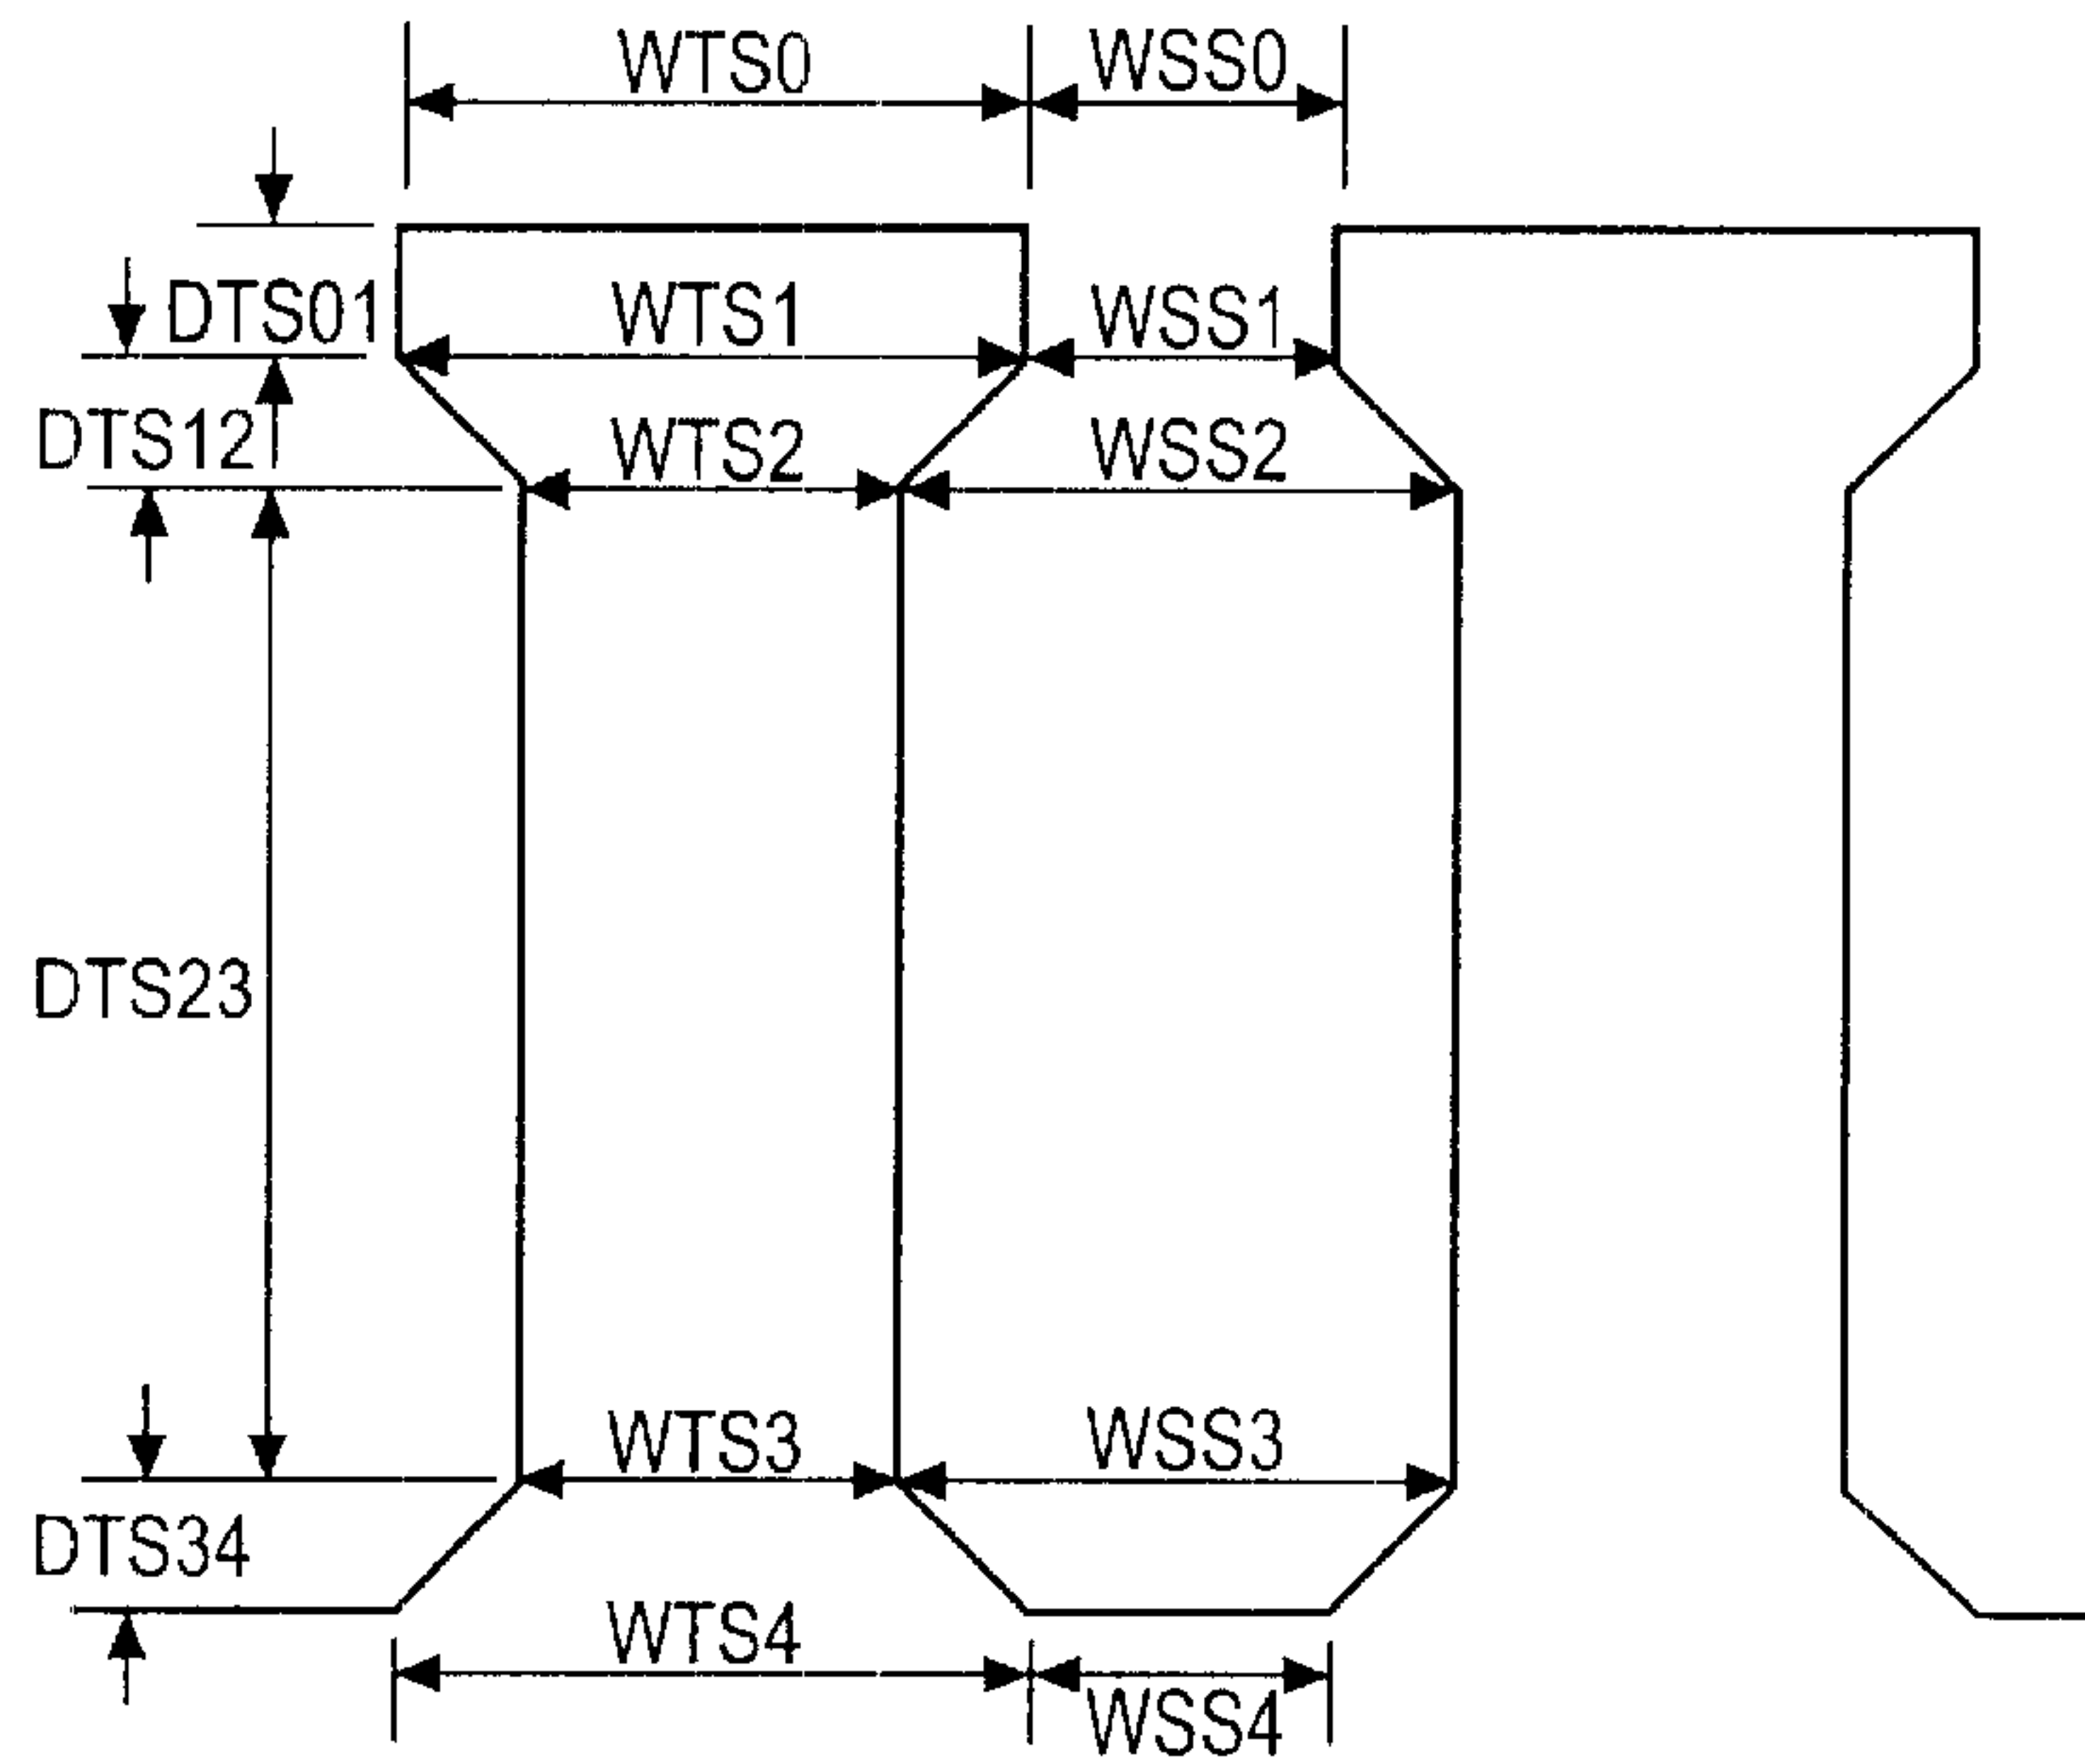 WTS0 WSS0
DTS01 WTS1 WSS1
DTS12 WTS2 WSS2
DTS23
WTS3 WSS3
DTS34
WTS4
WSS4